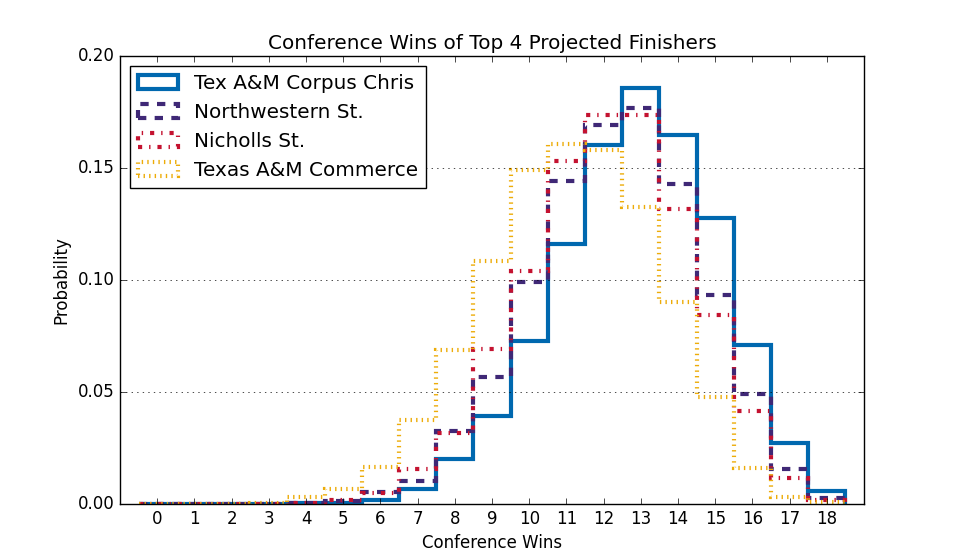 Conference Wins of Top 4 Projected Finishers
Tex A&M Corpus Chris
Northwestern St.
Nicholls St.
Texas A&M Commerce
0.20
0.15
0.10
0.05
0.00
Probability
0 1 2 3 4 5 6 7 8 9 10 11 12 13 14 15 16 17 18
Conference Wins